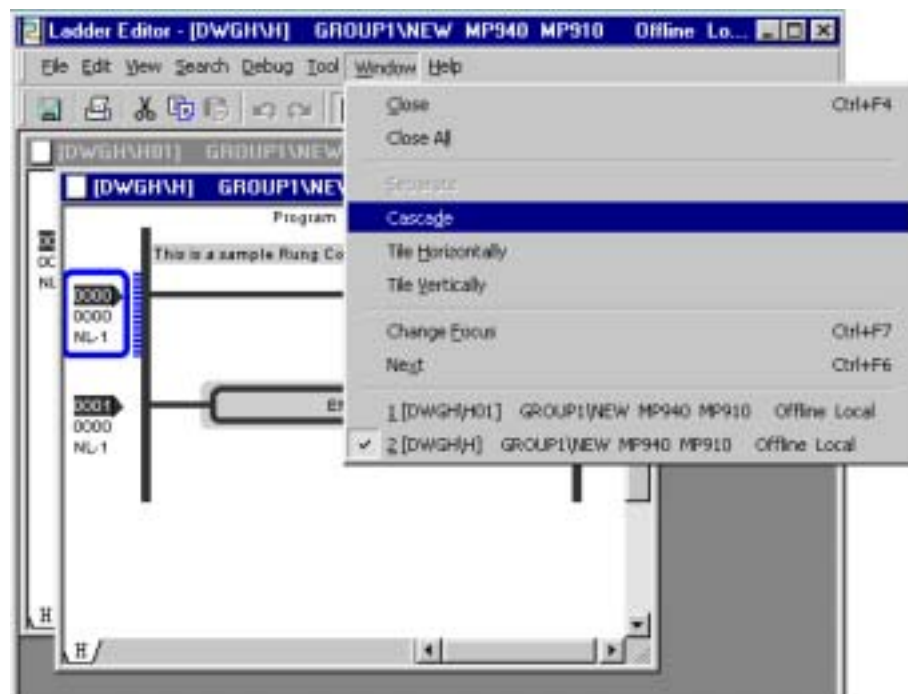 Ladder Editor - [DWGH\H] GROUP1\NEW MP940 MP910 Offline Lo...
File Edit View Search Debug Tool Window Help
Close Ctrl+F4
Close All
Separate
Cascade
Tile Horizontally
Tile Vertically
Change Focus Ctrl+F7
Next Ctrl+F6
1 [DWGH\H01] GROUP1\NEW MP940 MP910 Offline Local
2 [DWGH\H] GROUP1\NEW MP940 MP910 Offline Local
[DWGH\H01] GROUP1\NEW
[DWGH\H] GROUP1\NEW
Program
This is a sample Rung Co
0000
0000
NL-1
0001
0000
NL-1
H
H